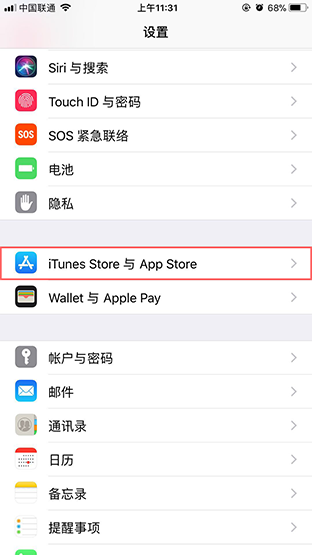 中国联通 上午11:31 68%
设置
Siri 与搜索
Touch ID 与密码
SOS SOS 紧急联络
电池
隐私
iTunes Store 与 App Store
Wallet 与 Apple Pay
帐户与密码
邮件
通讯录
日历
备忘录
提醒事项